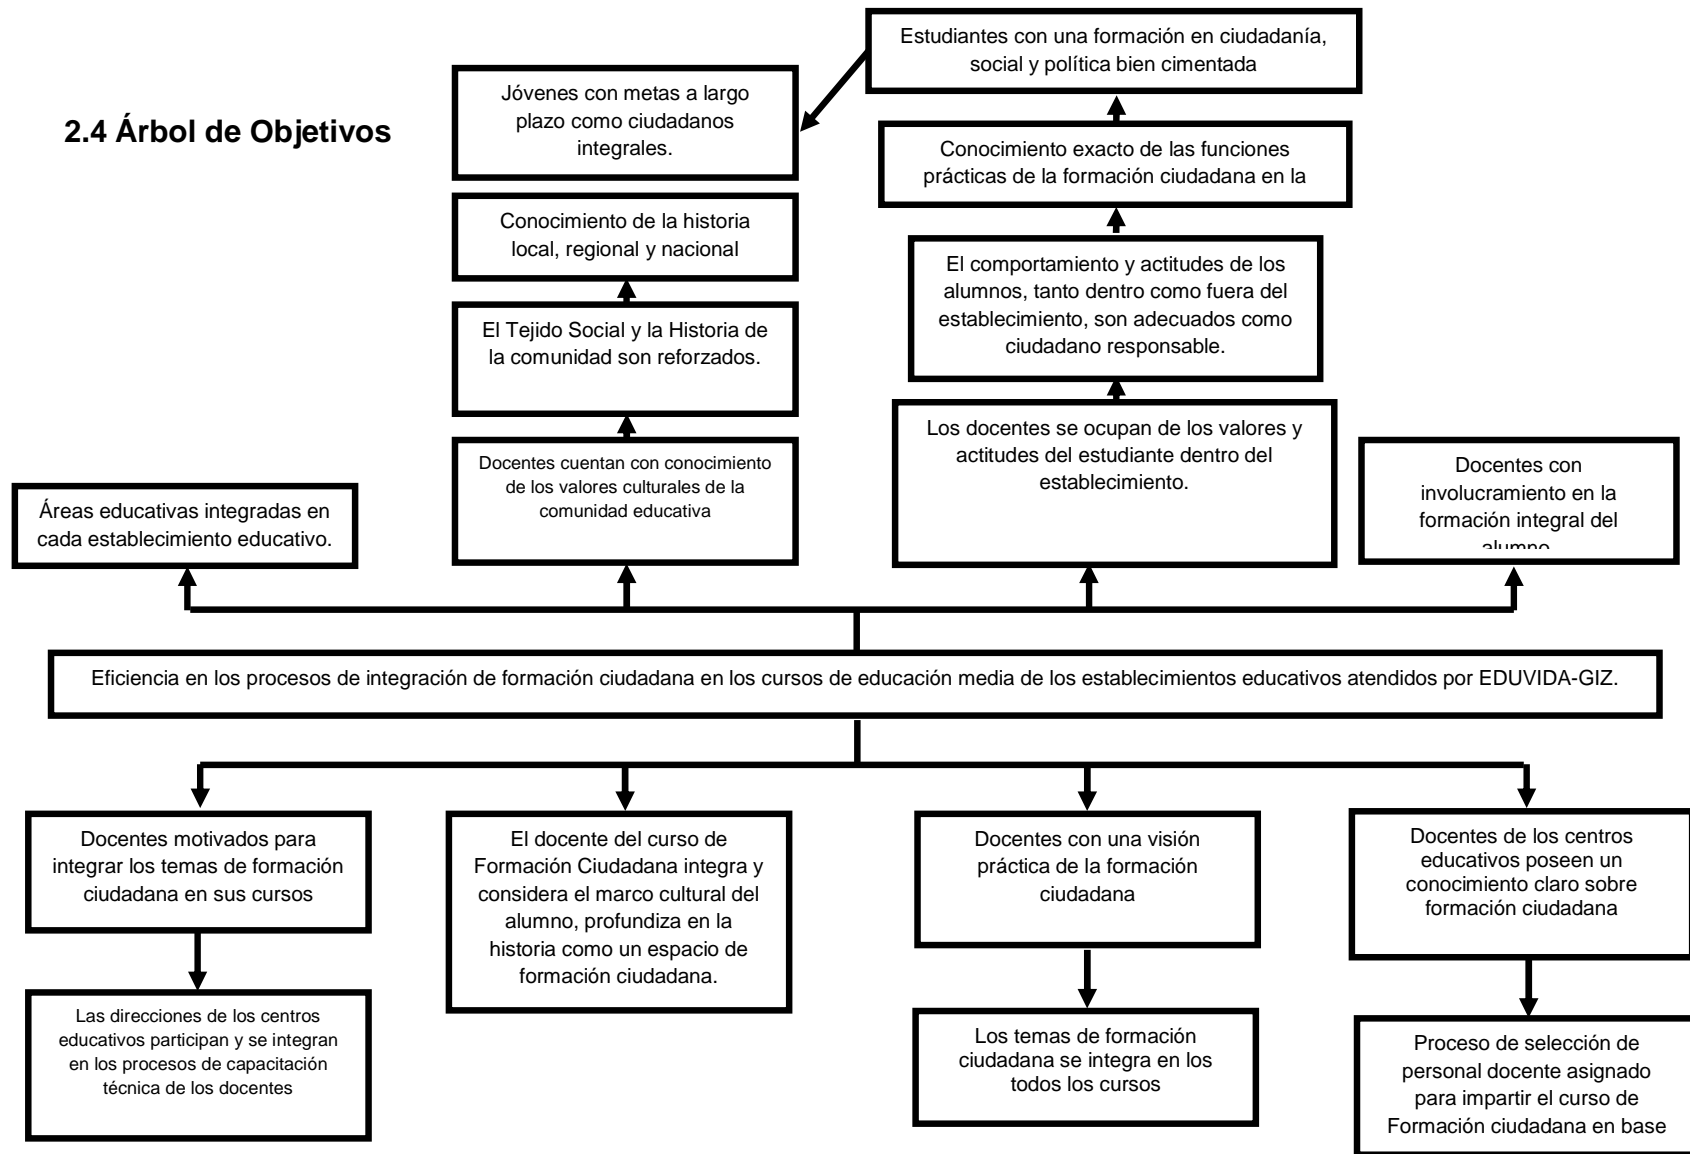 2.4 Árbol de Objetivos
Estudiantes con una formación en ciudadanía,
social y política bien cimentada
Jóvenes con metas a largo
plazo como ciudadanos
integrales.
Conocimiento exacto de las funciones
prácticas de la formación ciudadana en la
Conocimiento de la historia
local, regional y nacional
El comportamiento y actitudes de los
alumnos, tanto dentro como fuera del
establecimiento, son adecuados como
ciudadano responsable.
El Tejido Social y la Historia de
la comunidad son reforzados.
Los docentes se ocupan de los valores y
actitudes del estudiante dentro del
establecimiento.
Docentes cuentan con conocimiento
de los valores culturales de la
comunidad educativa
Docentes con
involucramiento en la
formación integral del
alumno
Áreas educativas integradas en
cada establecimiento educativo.
Eficiencia en los procesos de integración de formación ciudadana en los cursos de educación media de los establecimientos educativos atendidos por EDUVIDA-GIZ.
Docentes motivados para
integrar los temas de formación
ciudadana en sus cursos
El docente del curso de
Formación Ciudadana integra y
considera el marco cultural del
alumno, profundiza en la
historia como un espacio de
formación ciudadana.
Docentes con una visión
práctica de la formación
ciudadana
Docentes de los centros
educativos poseen un
conocimiento claro sobre
formación ciudadana
Las direcciones de los centros
educativos participan y se integran
en los procesos de capacitación
técnica de los docentes
Los temas de formación
ciudadana se integra en los
todos los cursos
Proceso de selección de
personal docente asignado
para impartir el curso de
Formación ciudadana en base